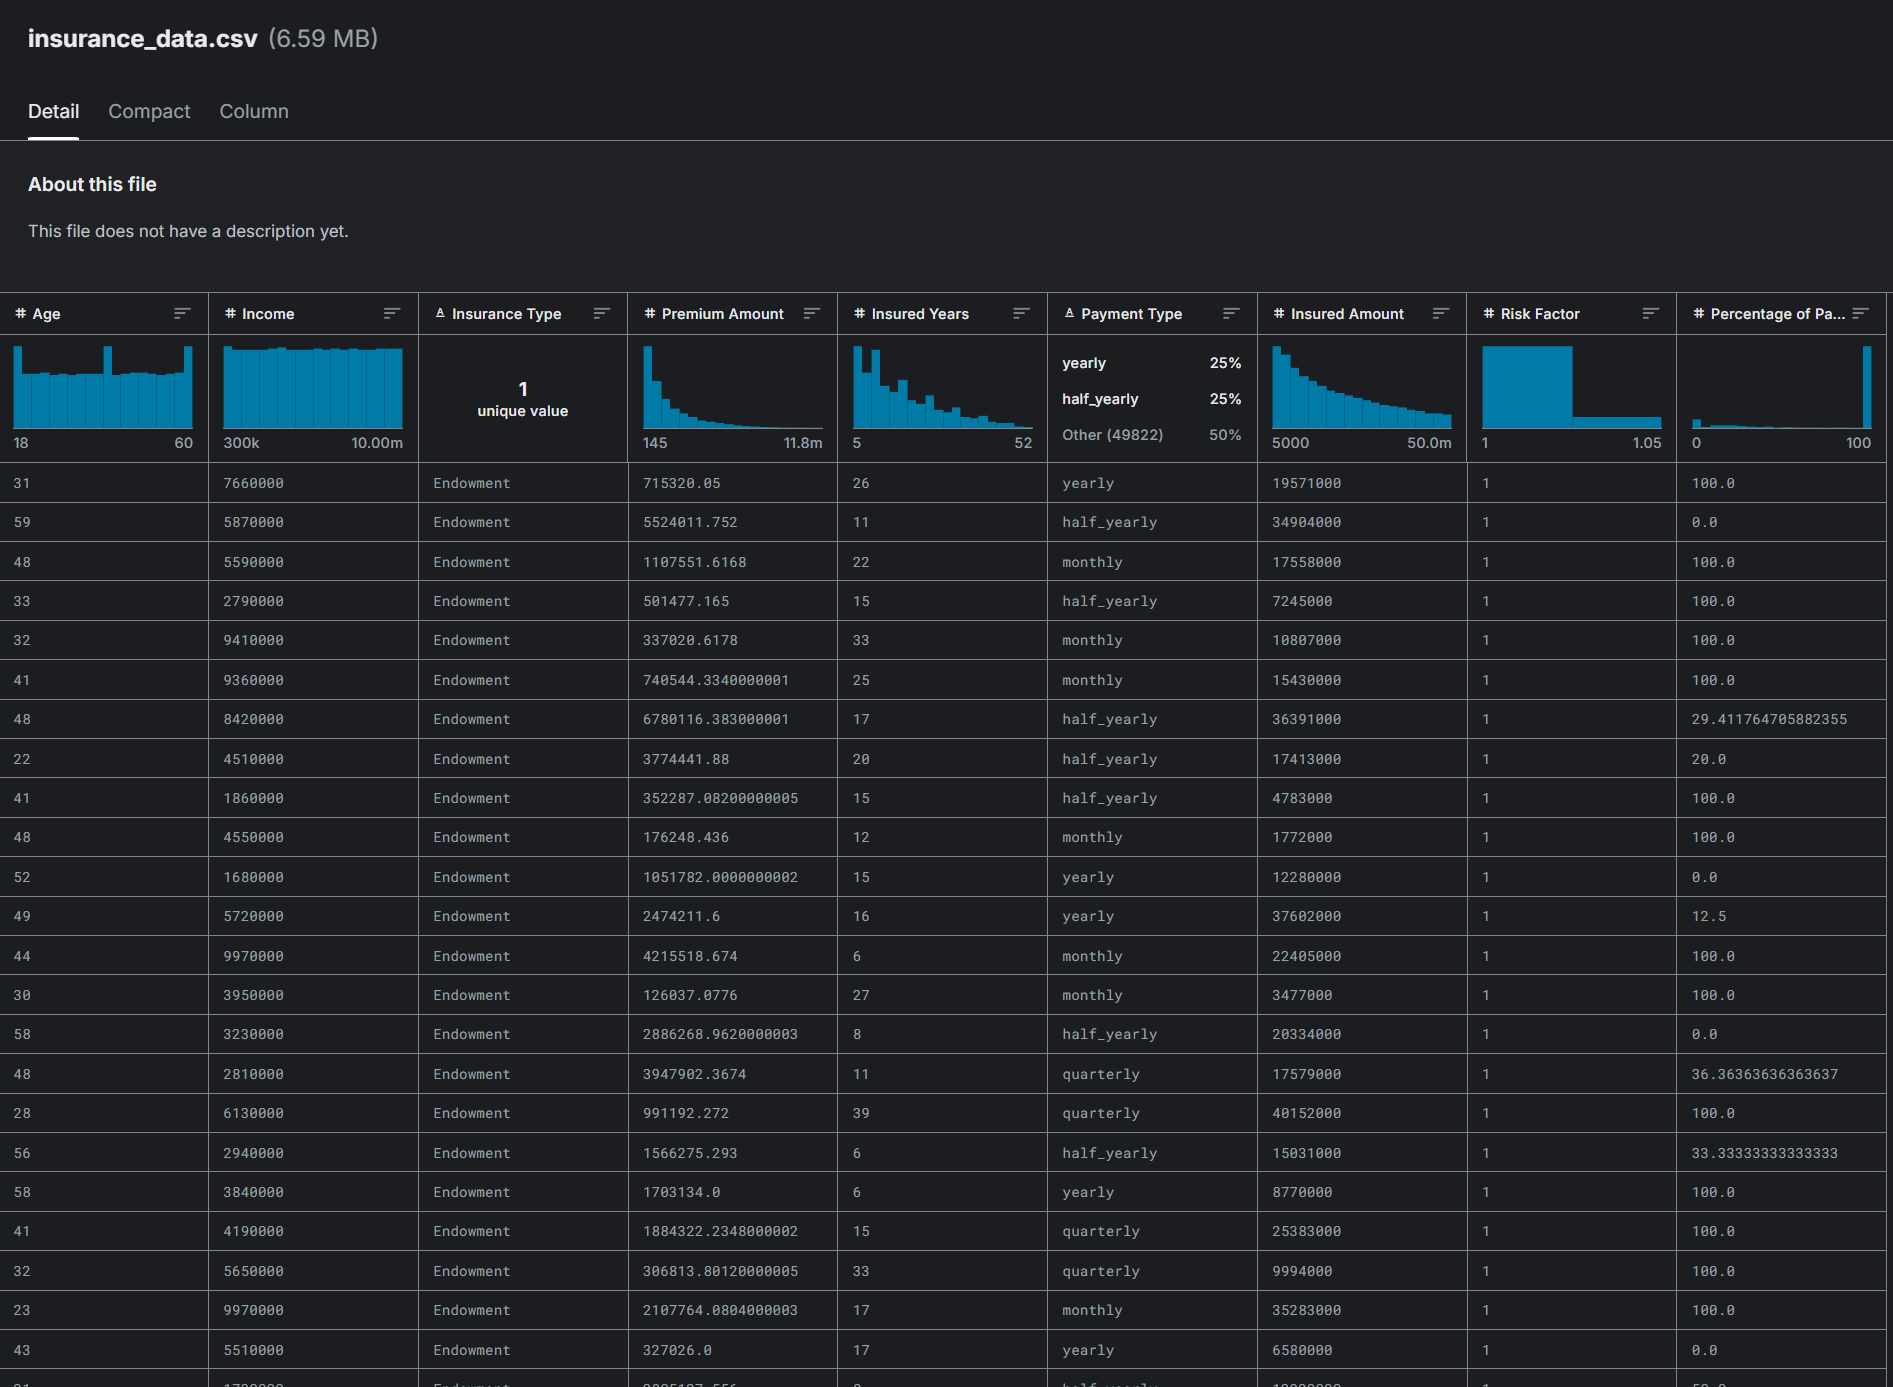 insurance_data.csv (6.59 MB)
Detail Compact Column
About this file
This file does not have a description yet.
# Age # Income A Insurance Type # Premium Amount # Insured Years A Payment Type # Insured Amount # Risk Factor # Percentage of Pa...
1
unique value
yearly 25%
half_yearly 25%
Other (49822) 50%
18 60 300k 10.00m 145 11.8m 5 52 5000 50.0m 1 1.05 0 100
31 7660000 Endowment 715320.05 26 yearly 19571000 1 100.0
59 5870000 Endowment 5524011.752 11 half_yearly 34904000 1 0.0
48 5590000 Endowment 1107551.6168 22 monthly 17558000 1 100.0
33 2790000 Endowment 501477.165 15 half_yearly 7245000 1 100.0
32 9410000 Endowment 337020.6178 33 monthly 10807000 1 100.0
41 9360000 Endowment 740544.3340000001 25 monthly 15430000 1 100.0
48 8420000 Endowment 6780116.383000001 17 half_yearly 36391000 1 29.411764705882355
22 4510000 Endowment 3774441.88 20 half_yearly 17413000 1 20.0
41 1860000 Endowment 352287.08200000005 15 half_yearly 4783000 1 100.0
48 4550000 Endowment 176248.436 12 monthly 1772000 1 100.0
52 1680000 Endowment 1051782.0000000002 15 yearly 12280000 1 0.0
49 5720000 Endowment 2474211.6 16 yearly 37602000 1 12.5
44 9970000 Endowment 4215518.674 6 monthly 22405000 1 100.0
30 3950000 Endowment 126037.0776 27 monthly 3477000 1 100.0
58 3230000 Endowment 2886268.9620000003 8 half_yearly 20334000 1 0.0
48 2810000 Endowment 3947902.3674 11 quarterly 17579000 1 36.36363636363637
28 6130000 Endowment 991192.272 39 quarterly 40152000 1 100.0
56 2940000 Endowment 1566275.293 6 half_yearly 15031000 1 33.33333333333333
58 3840000 Endowment 1703134.0 6 yearly 8770000 1 100.0
41 4190000 Endowment 1884322.2348000002 15 quarterly 25383000 1 100.0
32 5650000 Endowment 306813.80120000005 33 quarterly 9994000 1 100.0
23 9970000 Endowment 2107764.0804000003 17 monthly 35283000 1 100.0
43 5510000 Endowment 327026.0 17 yearly 6580000 1 0.0